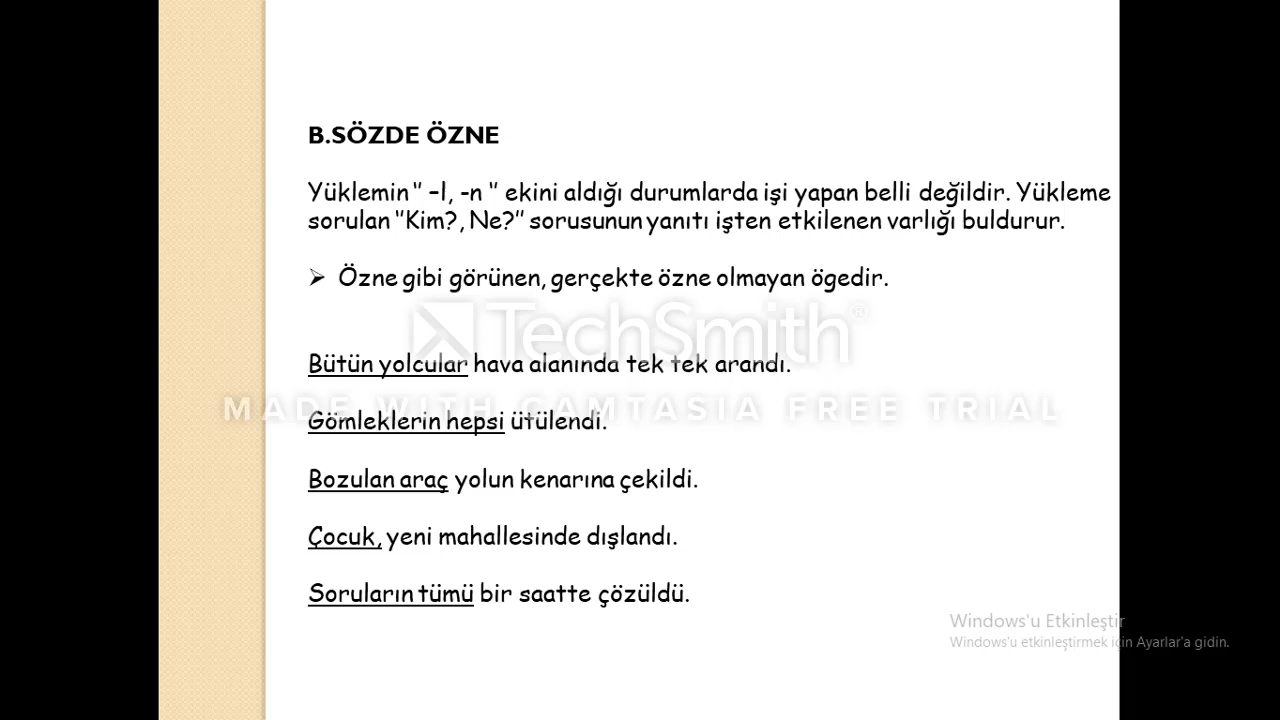 B.SÖZDE ÖZNE
Yüklemin “ –l, -n “ ekini aldığı durumlarda işi yapan belli değildir. Yükleme
sorulan “Kim?, Ne?” sorusunun yanıtı işten etkilenen varlığı buldurur.
➢ Özne gibi görünen, gerçekte özne olmayan ögedir.
TechSmith®
Bütün yolcular hava alanında tek tek arandı.
MADE WITH CAMTASIA FREE TRIAL
Gömleklerin hepsi ütülendi.
Bozulan araç yolun kenarına çekildi.
Çocuk, yeni mahallesinde dışlandı.
Soruların tümü bir saatte çözüldü.
Windows'u Etkinleştir
Windows'u etkinleştirmek için Ayarlar'a gidin.